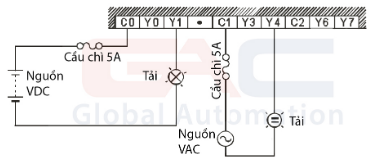 C0 Y0 Y1 • C1 Y3 Y4 C2 Y6 Y7
Cầu chì 5A
Cầu chì 5A
Nguồn
VDC
Tải
Tải
Nguồn
VAC
GAC
Global Automation